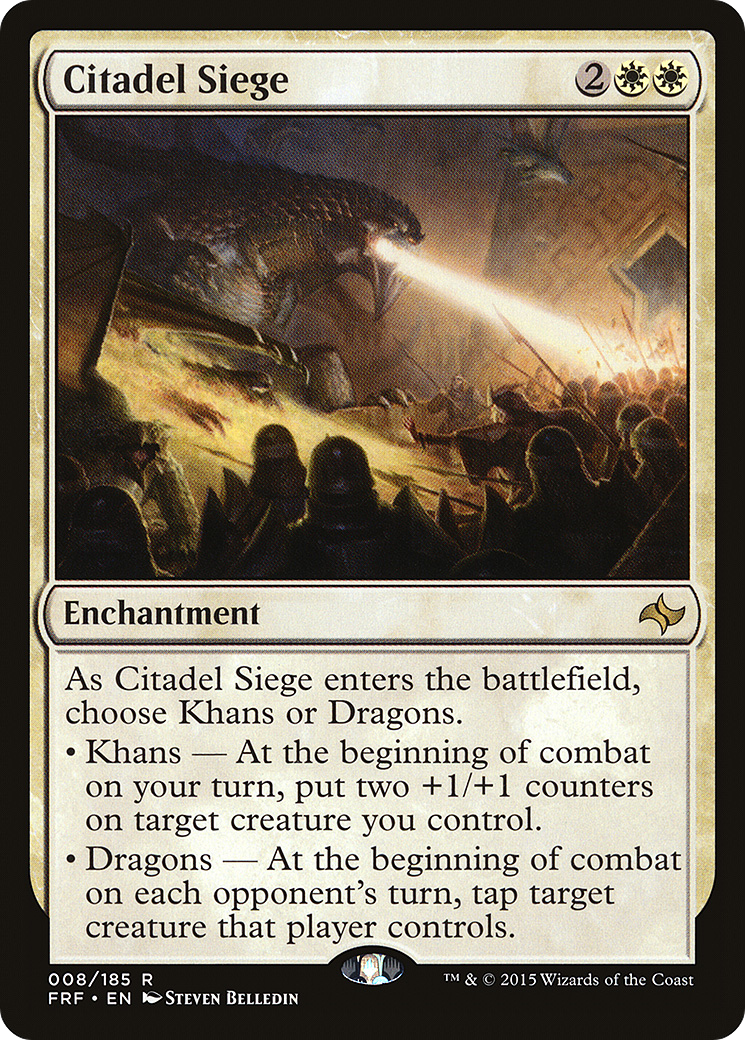 Citadel Siege 2
Enchantment
As Citadel Siege enters the battlefield,
choose Khans or Dragons.
• Khans — At the beginning of combat
on your turn, put two +1/+1 counters
on target creature you control.
• Dragons — At the beginning of combat
on each opponent's turn, tap target
creature that player controls.
008/185 R
™ & © 2015 Wizards of the Coast
FRF • EN Steven Belledin